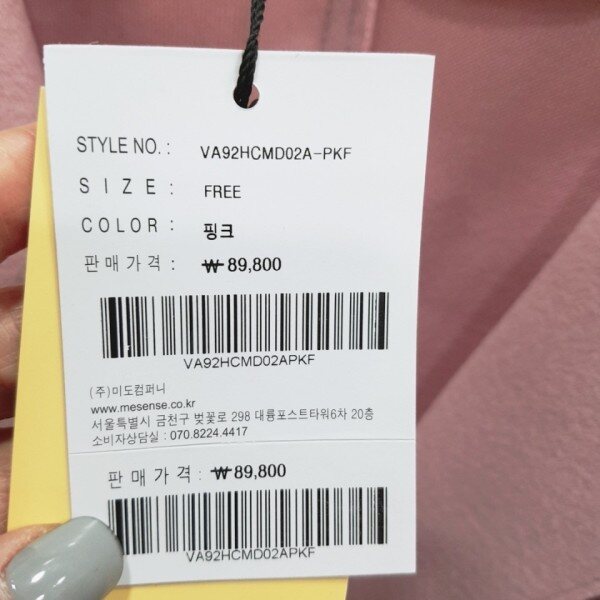 STYLE NO. : VA92HCMD02A-PKF
SIZE : FREE
COLOR : 핑크
판매가격 : ₩89,800
VA92HCMD02APKF
(주)미도컴퍼니
www.mesense.co.kr
서울특별시 금천구 벚꽃로 298 대륭포스트타워6차 20층
소비자상담실 : 070.8224.4417
판매가격 : ₩89,800
VA92HCMD02APKF